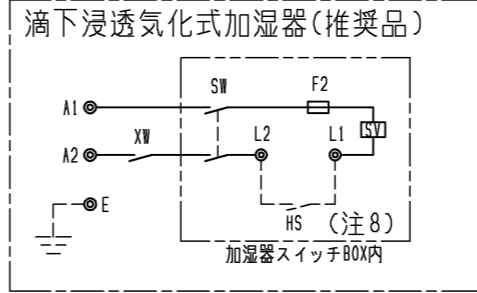 滴下浸透気化式加湿器(推奨品)
SW
F2
A1
SV
XW
L2
L1
A2
E
HS
(注8)
加湿器スイッチBOX内